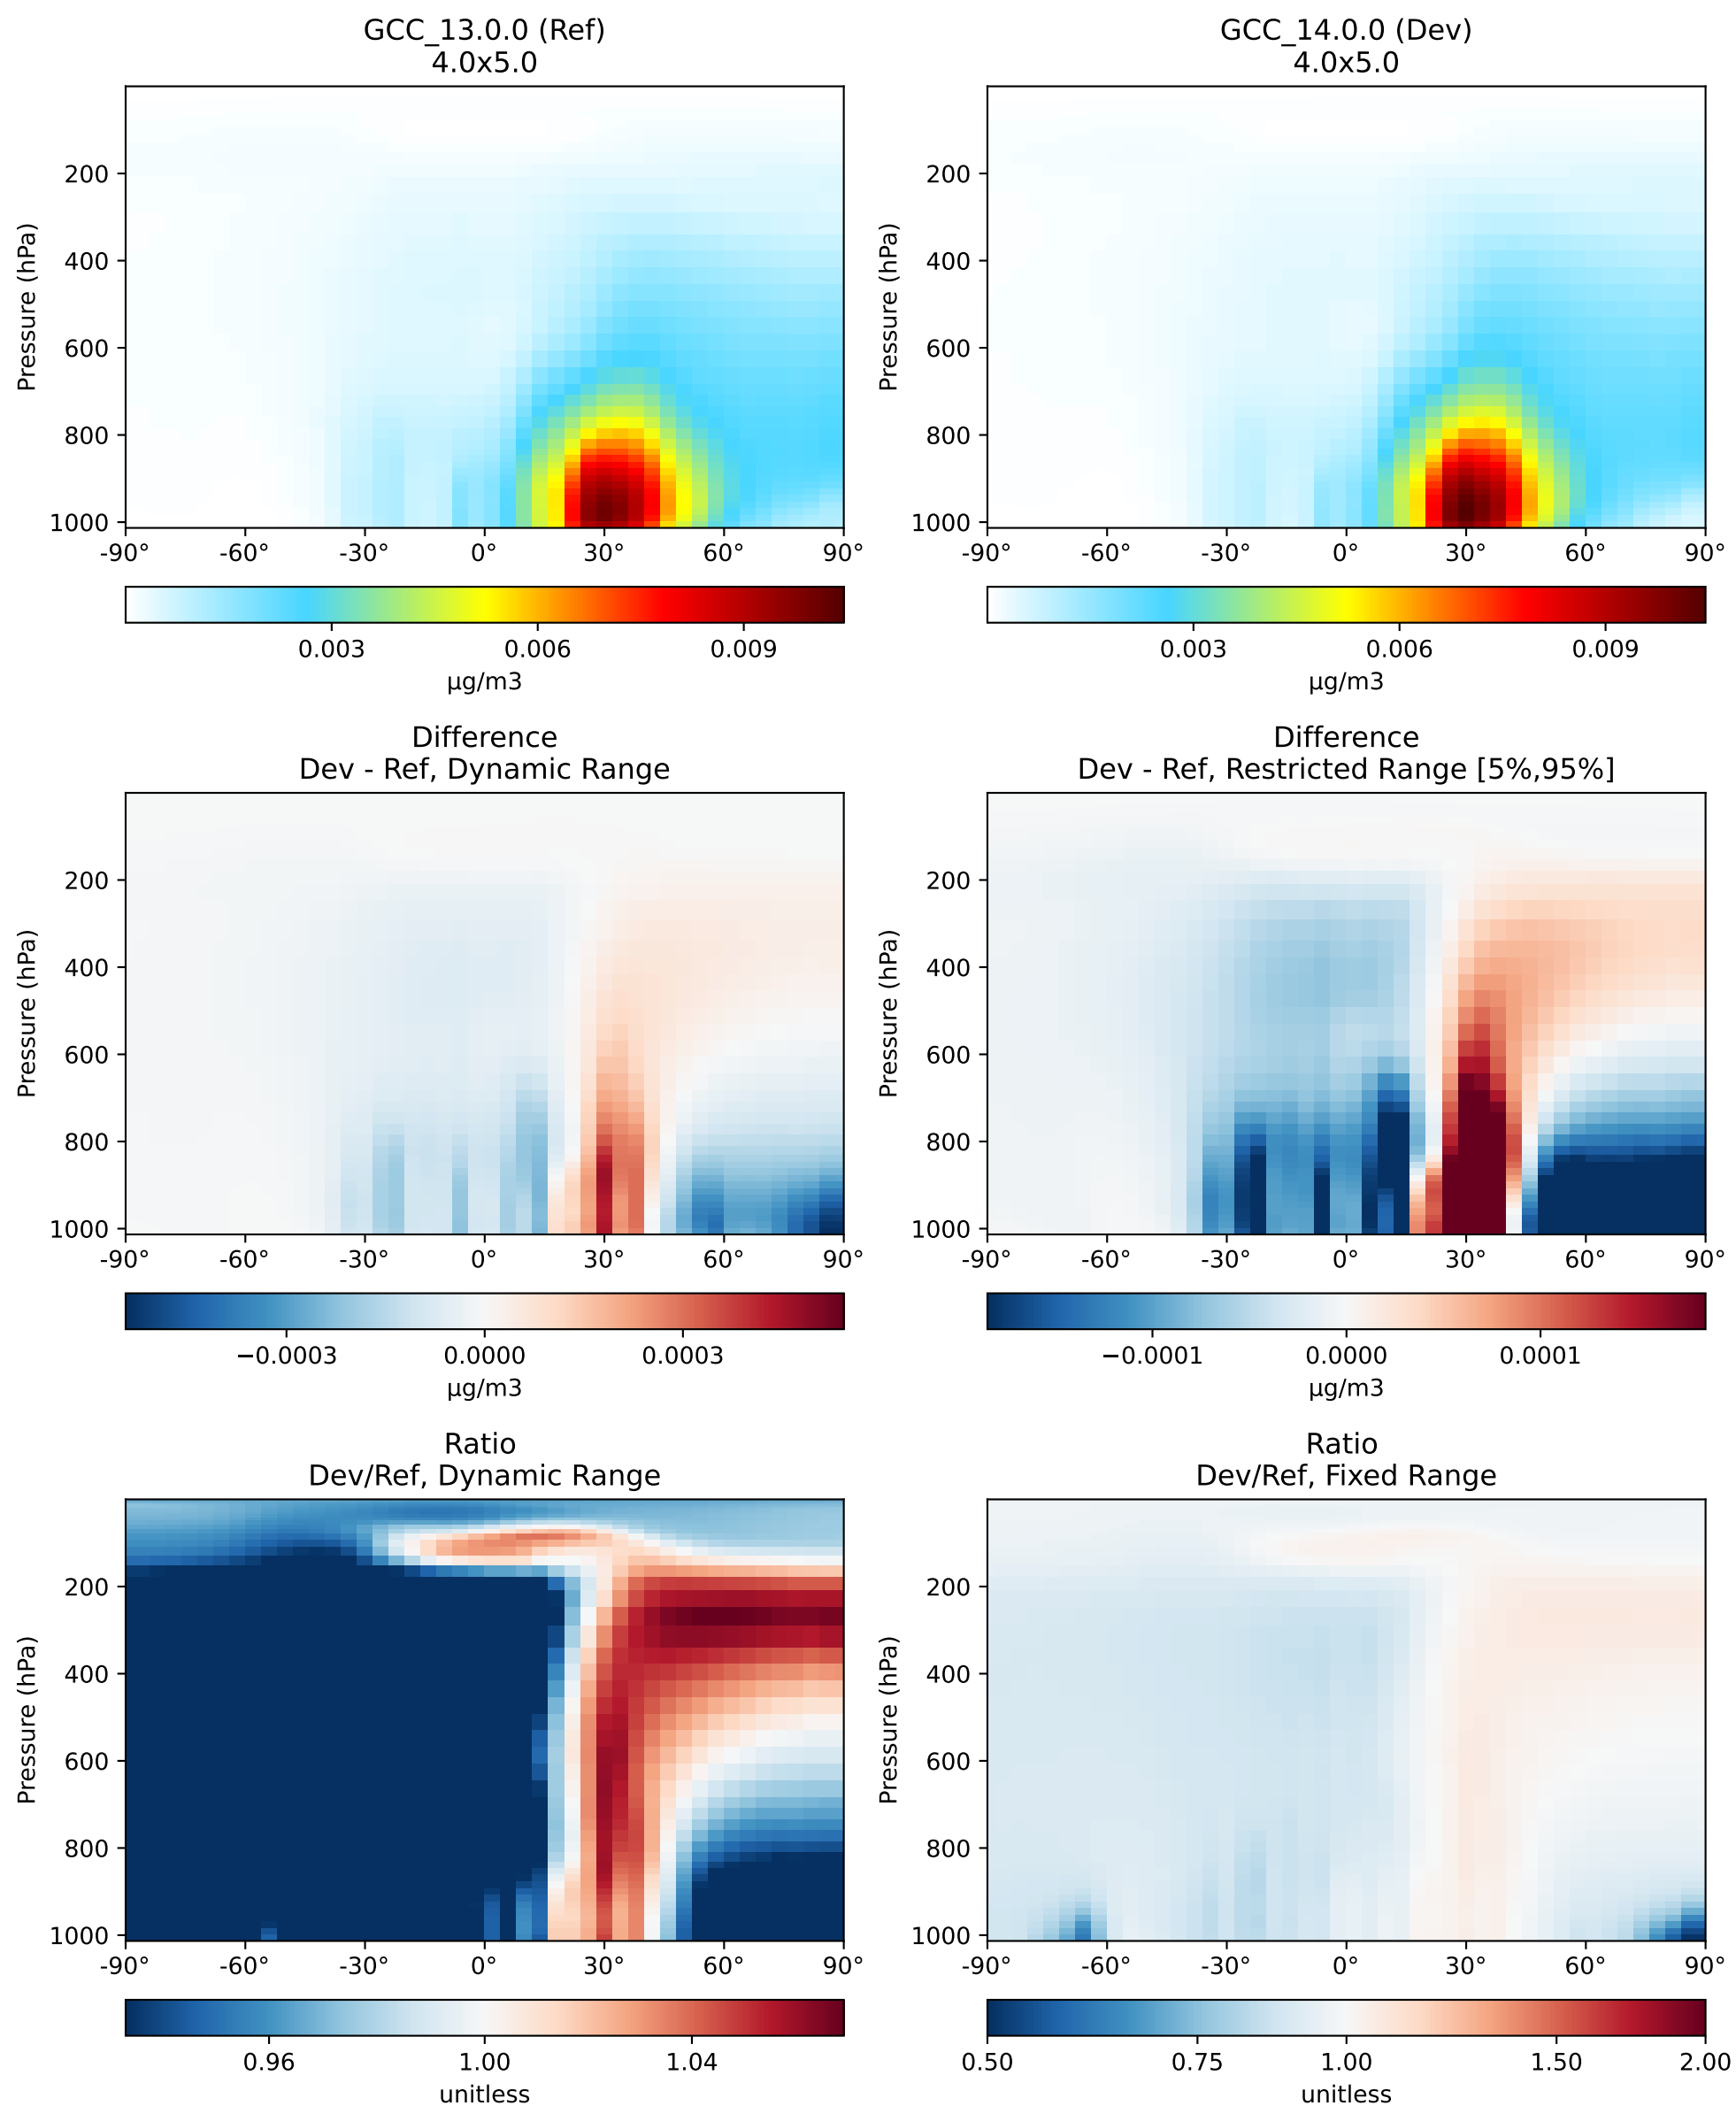 GCC_13.0.0 (Ref)
4.0x5.0
Pressure (hPa)
200
400
600
800
1000
-90° -60° -30° 0° 30° 60° 90°
0.003 0.006 0.009
µg/m3
GCC_14.0.0 (Dev)
4.0x5.0
Pressure (hPa)
200
400
600
800
1000
-90° -60° -30° 0° 30° 60° 90°
0.003 0.006 0.009
µg/m3
Difference
Dev - Ref, Dynamic Range
Pressure (hPa)
200
400
600
800
1000
-90° -60° -30° 0° 30° 60° 90°
−0.0003 0.0000 0.0003
µg/m3
Difference
Dev - Ref, Restricted Range [5%,95%]
Pressure (hPa)
200
400
600
800
1000
-90° -60° -30° 0° 30° 60° 90°
−0.0001 0.0000 0.0001
µg/m3
Ratio
Dev/Ref, Dynamic Range
Pressure (hPa)
200
400
600
800
1000
-90° -60° -30° 0° 30° 60° 90°
0.96 1.00 1.04
unitless
Ratio
Dev/Ref, Fixed Range
Pressure (hPa)
200
400
600
800
1000
-90° -60° -30° 0° 30° 60° 90°
0.50 0.75 1.00 1.50 2.00
unitless